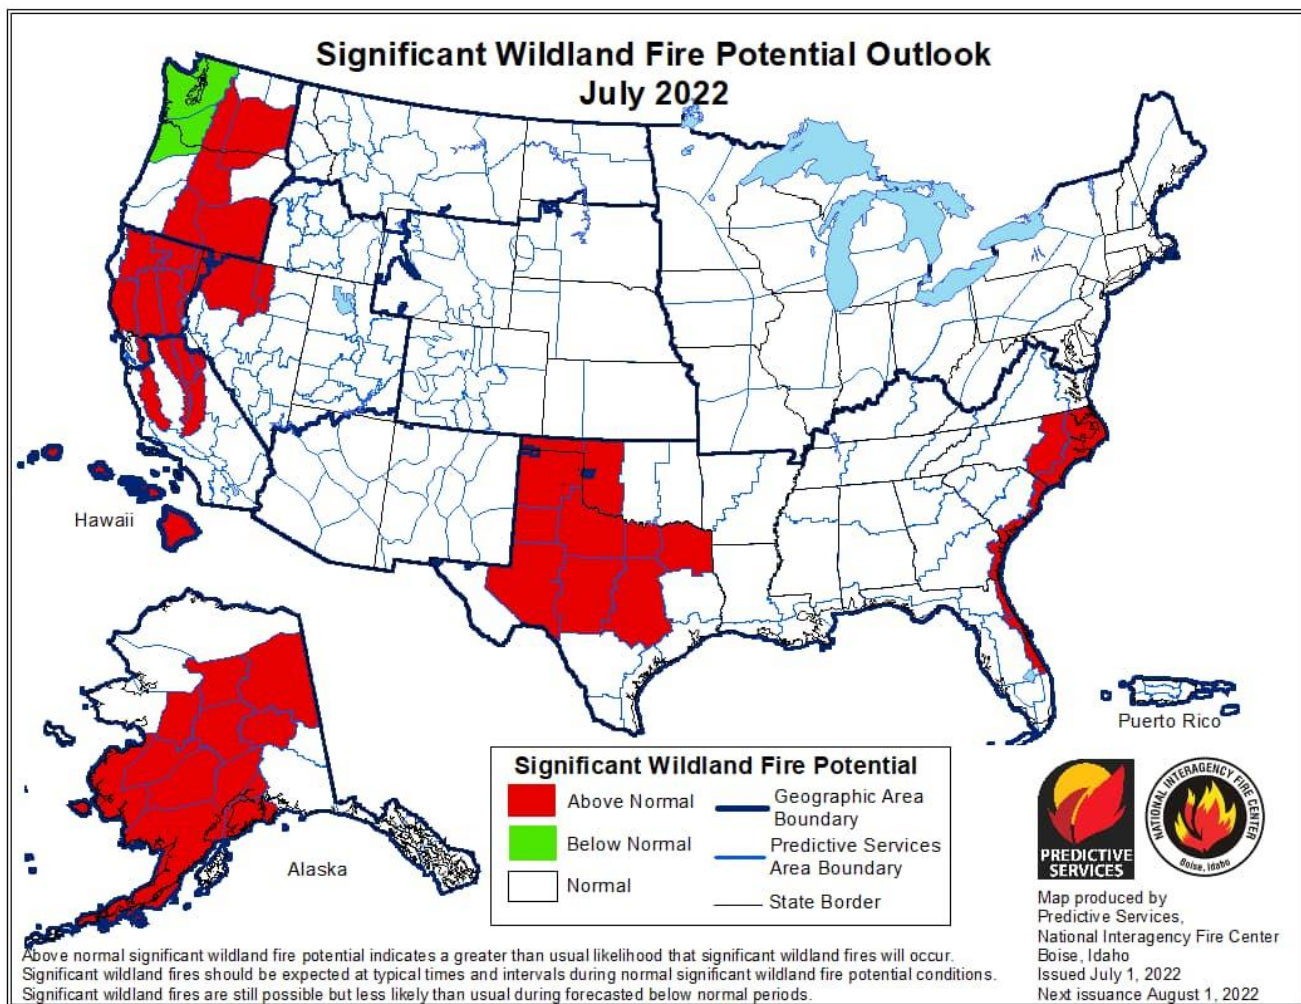 Significant Wildland Fire Potential Outlook
July 2022
Hawaii
Puerto Rico
Alaska
Significant Wildland Fire Potential
Above Normal
Below Normal
Normal
Geographic Area
Boundary
Predictive Services
Area Boundary
State Border
PREDICTIVE
SERVICES
NATIONAL INTERAGENCY FIRE CENTER
Boise, Idaho
Map produced by
Predictive Services,
National Interagency Fire Center
Boise, Idaho
Issued July 1, 2022
Next issuance August 1, 2022
Above normal significant wildland fire potential indicates a greater than usual likelihood that significant wildland fires will occur.
Significant wildland fires should be expected at typical times and intervals during normal significant wildland fire potential conditions.
Significant wildland fires are still possible but less likely than usual during forecasted below normal periods.